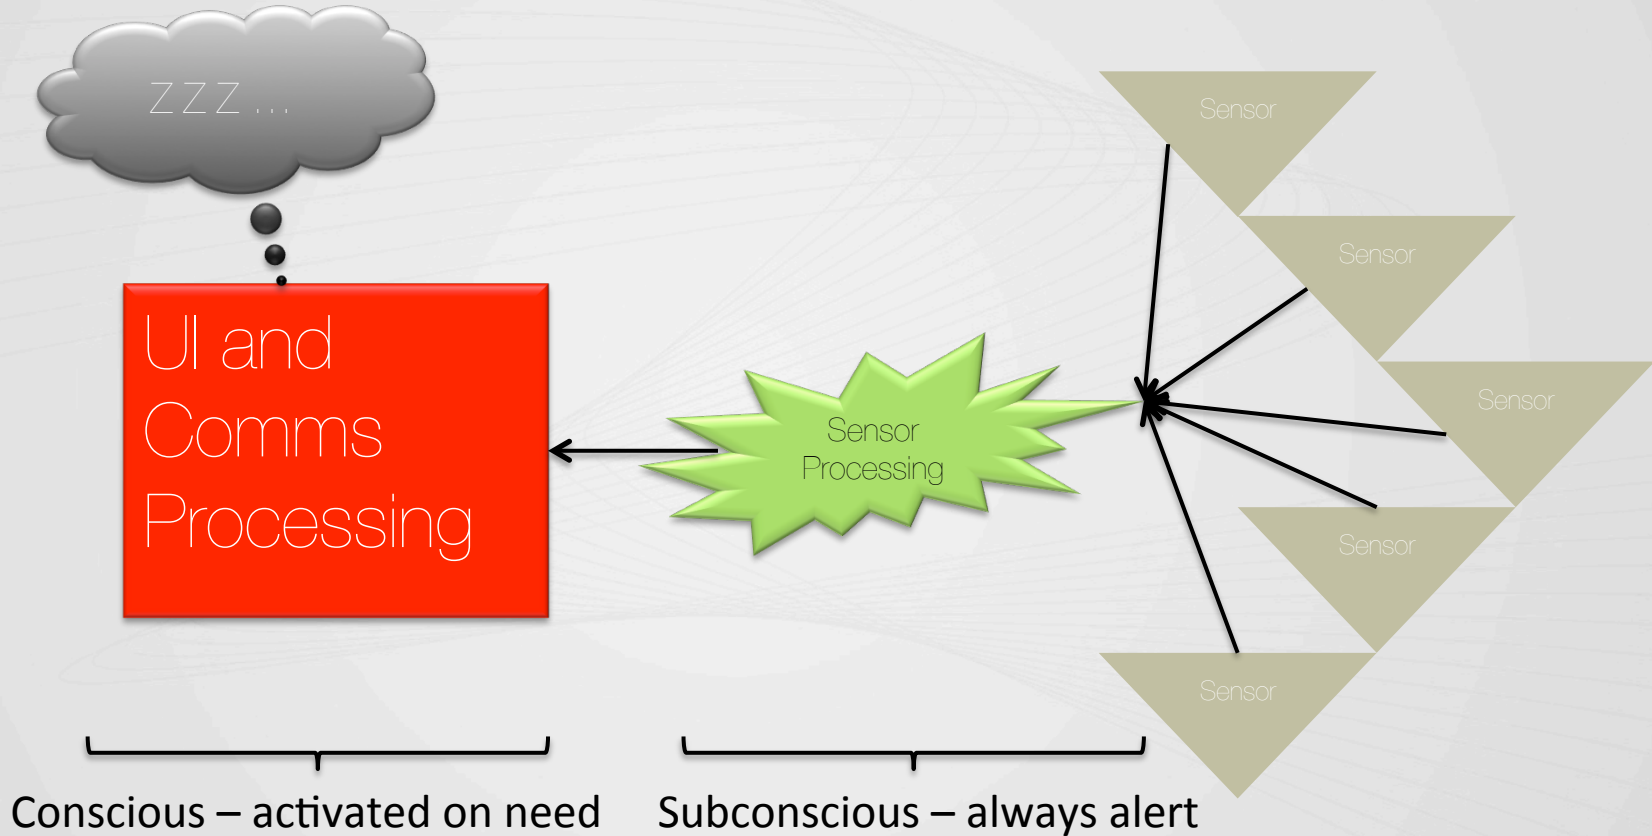 ZZZ...
UI and
Comms
Processing
Sensor
Processing
Sensor
Sensor
Sensor
Sensor
Sensor
Conscious – activated on need
Subconscious – always alert